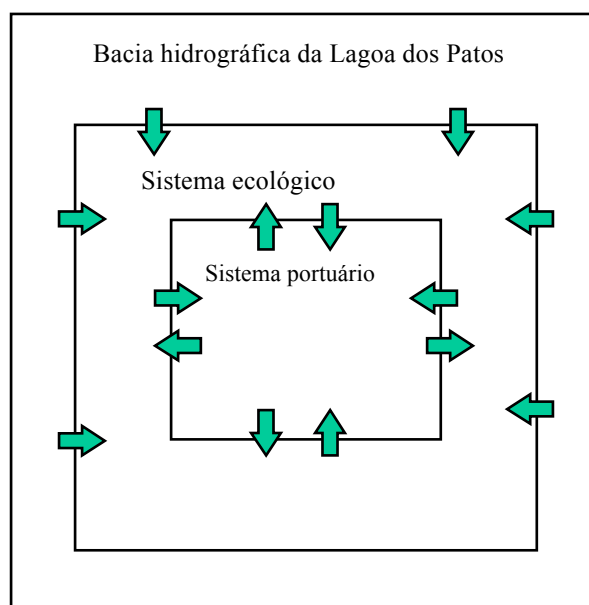 Bacia hidrográfica da Lagoa dos Patos
Sistema ecológico
Sistema portuário